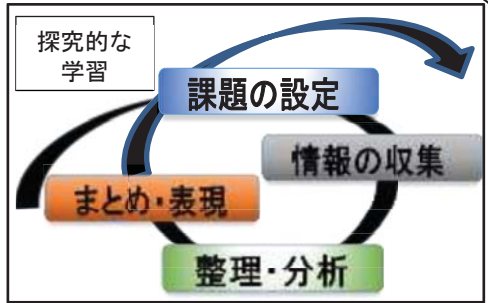 探究的な
学習
課題の設定
情報の収集
まとめ・表現
整理・分析